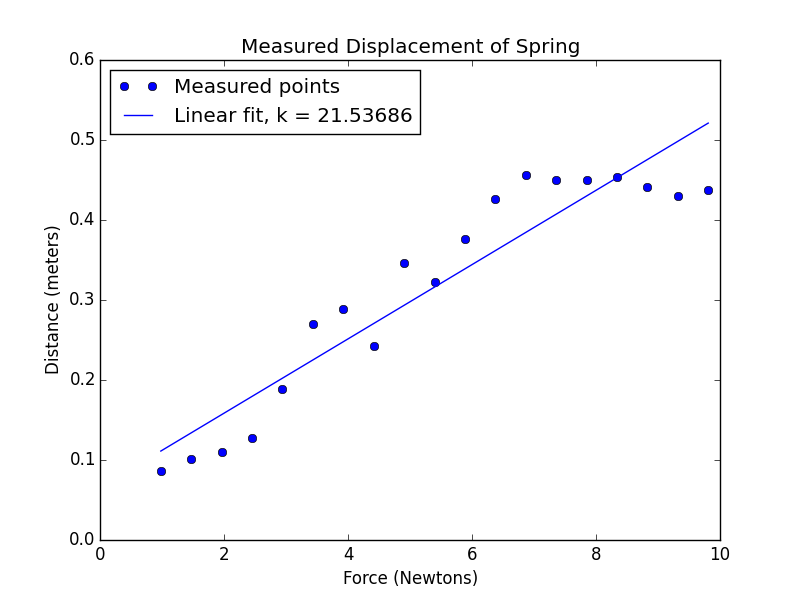 Measured Displacement of Spring
Measured points
Linear fit, k = 21.53686
0.6
0.5
0.4
0.3
0.2
0.1
0.0
Distance (meters)
0 2 4 6 8 10
Force (Newtons)